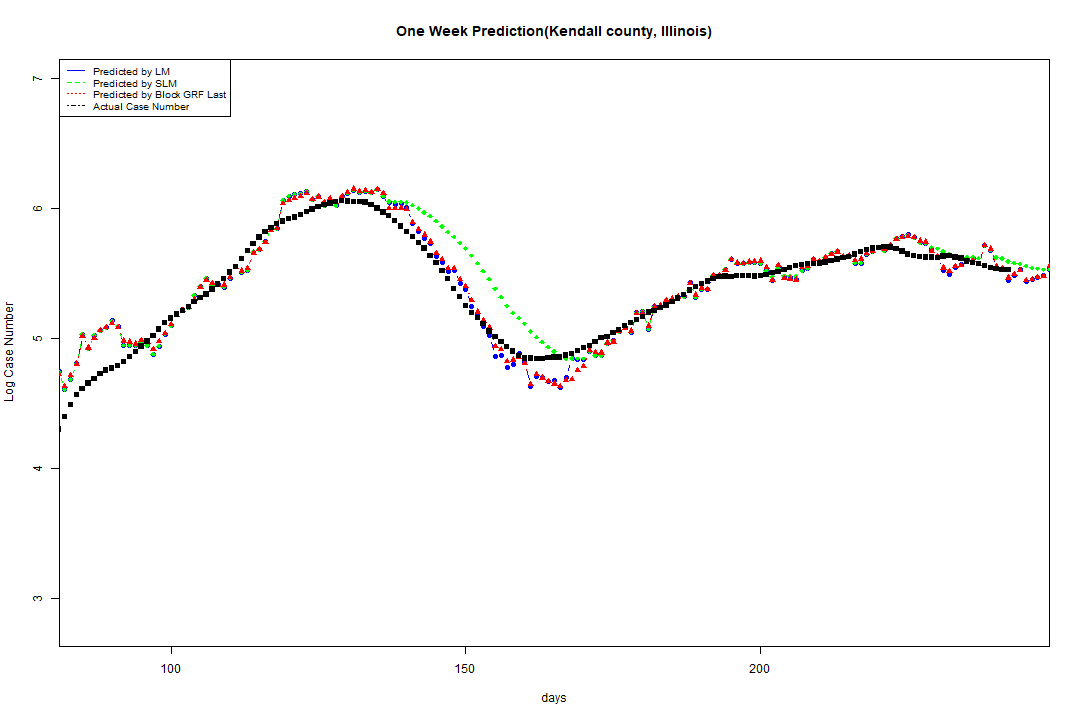 One Week Prediction(Kendall county, Illinois)
Predicted by LM
Predicted by SLM
Predicted by Block GRF Last
Actual Case Number
7
6
5
4
3
Log Case Number
100 150 200
days